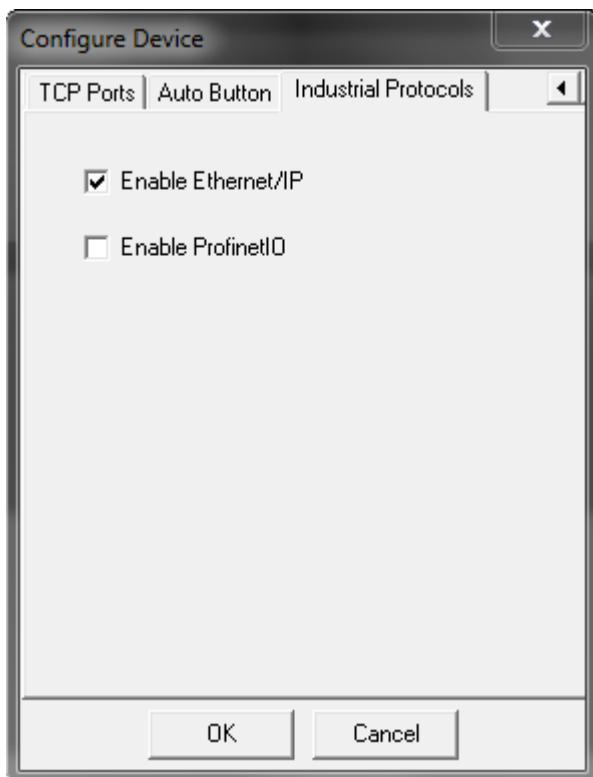 Configure Device
TCP Ports Auto Button Industrial Protocols
Enable Ethernet/IP
Enable ProfinetIO
OK Cancel